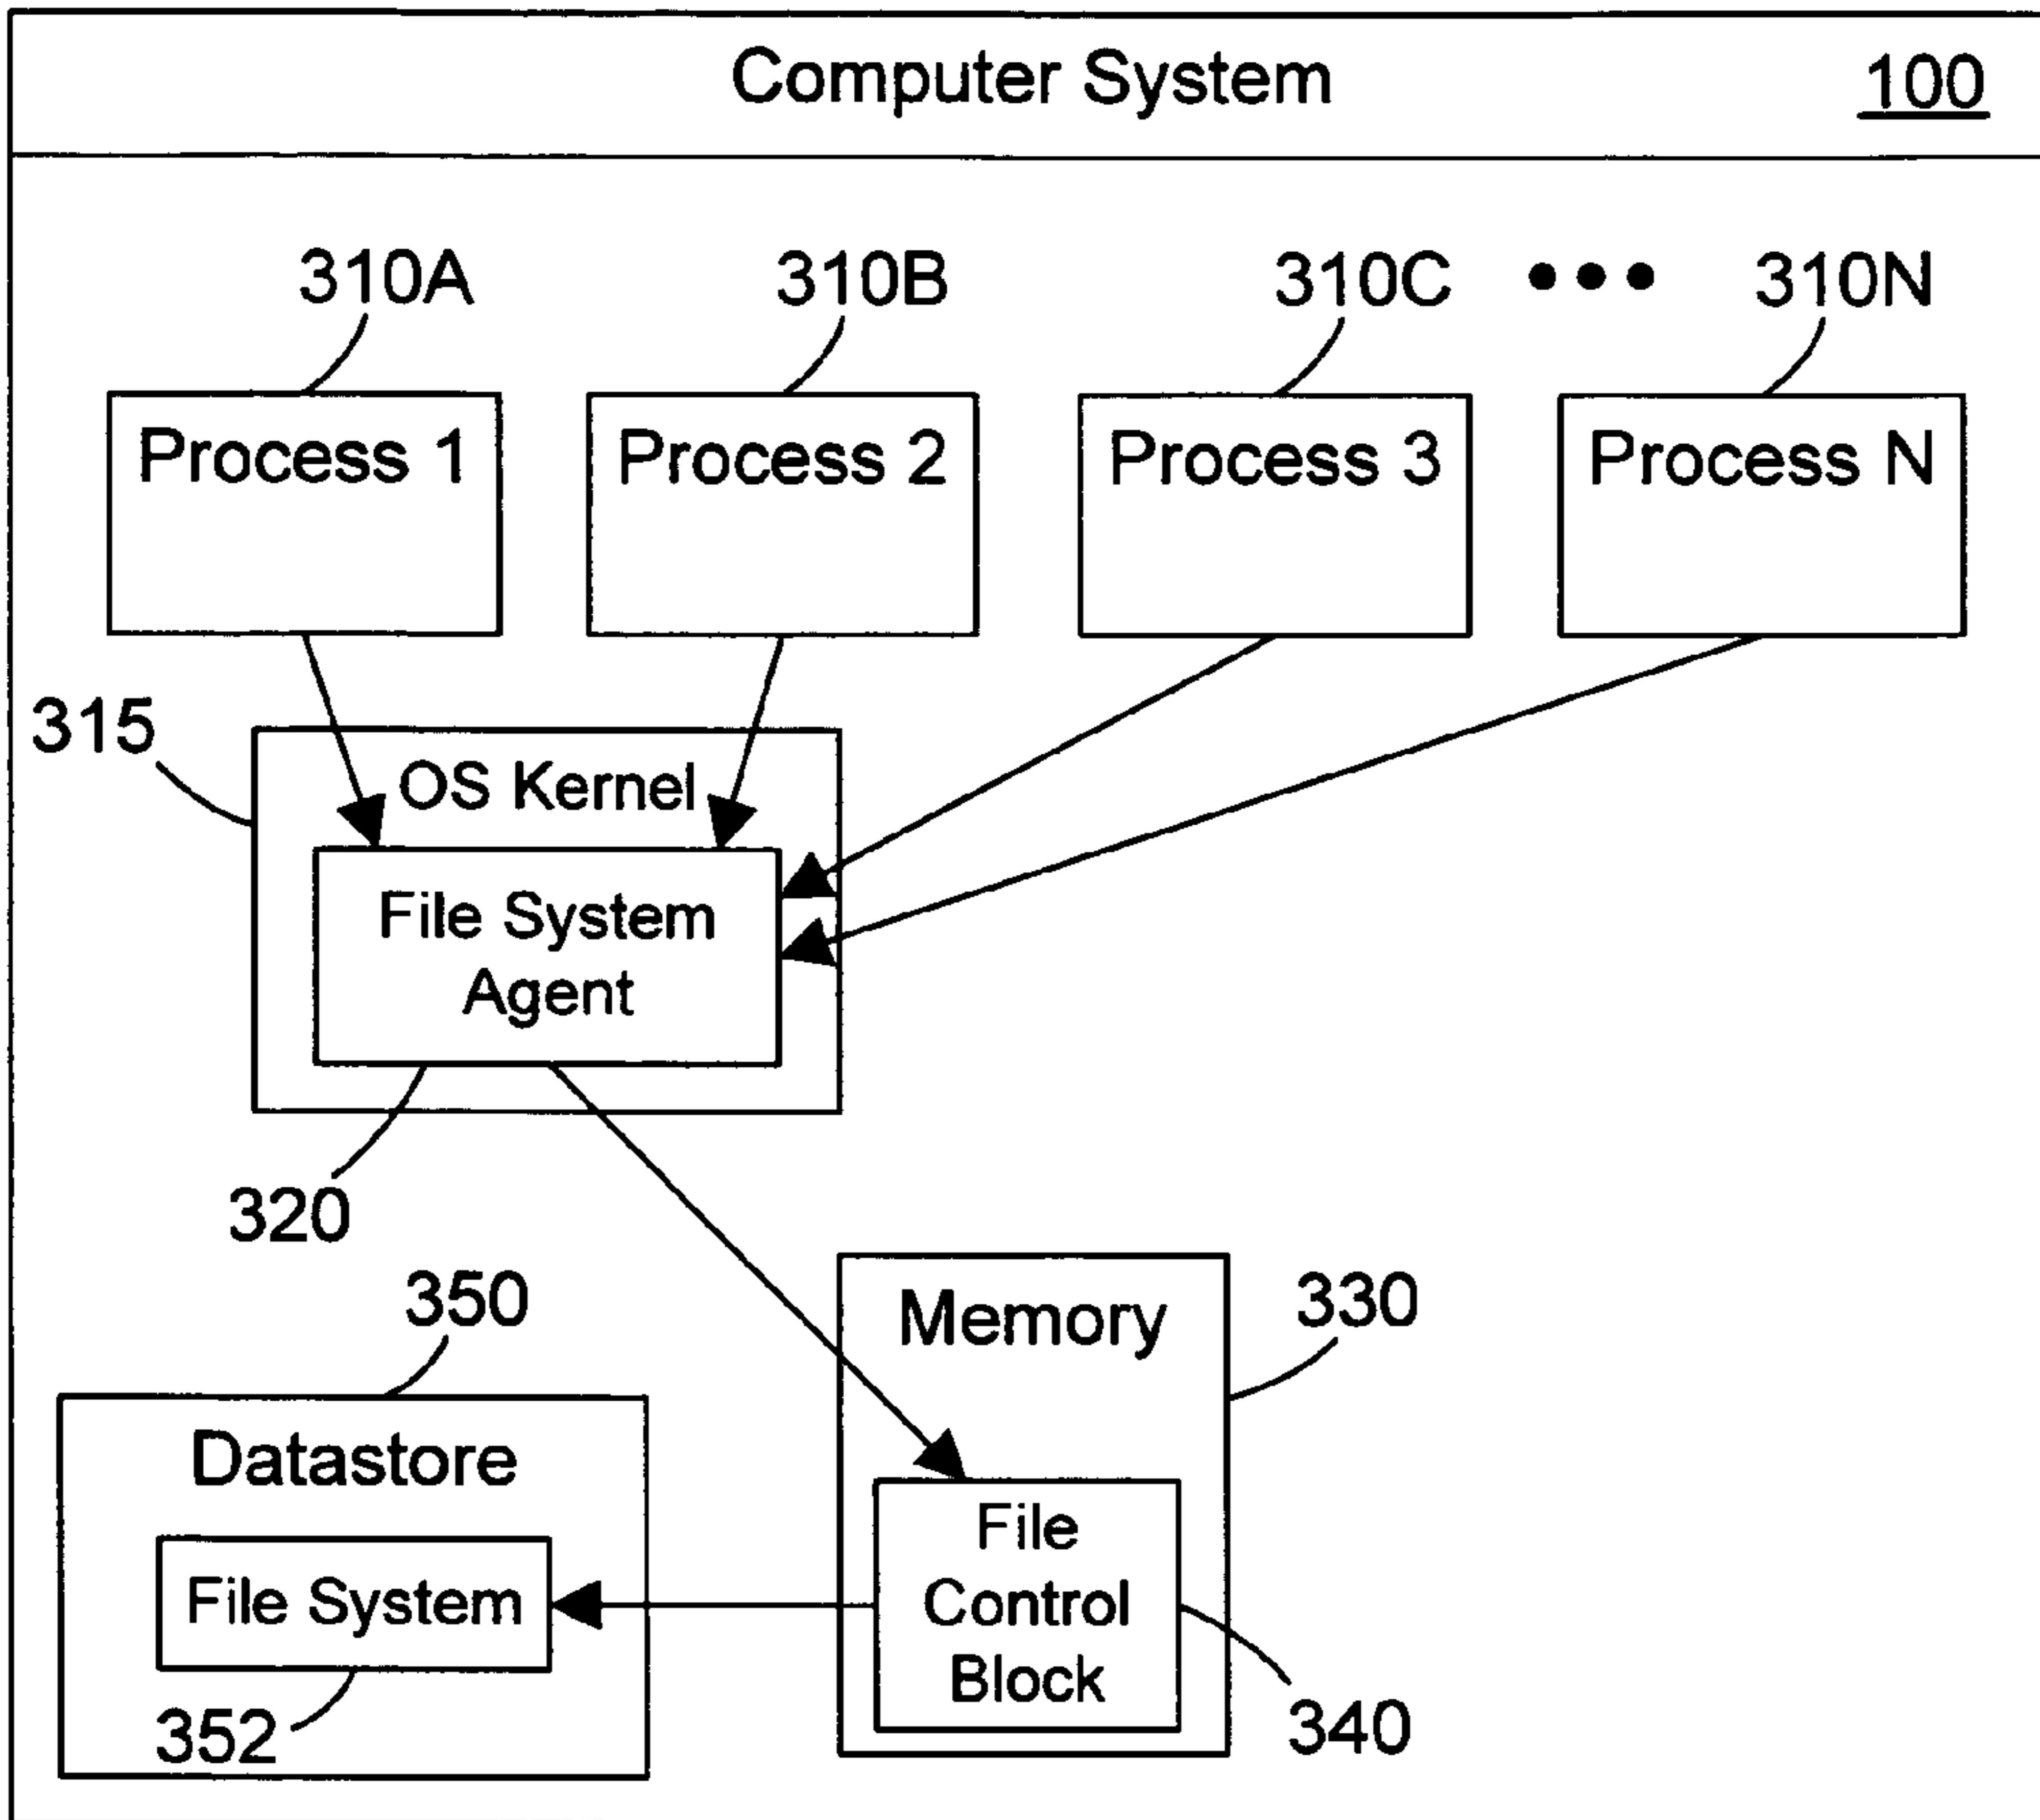 Computer System 100
310A 310B 310C ••• 310N
Process 1 Process 2 Process 3 Process N
315
OS Kernel
File System
Agent
320
350
Memory
330
Datastore
File
Control
Block
File System
352
340